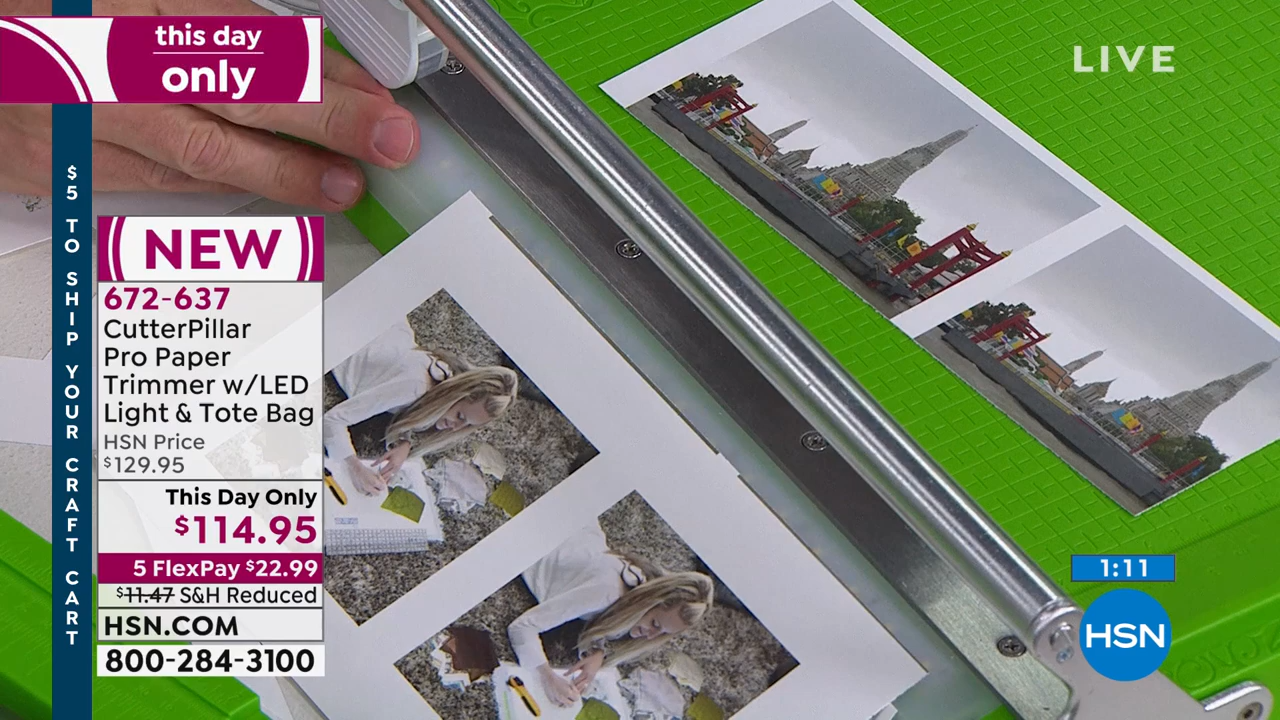 this day
only
LIVE
$5 TO SHIP YOUR CRAFT CART
NEW
672-637
CutterPillar
Pro Paper
Trimmer w/LED
Light & Tote Bag
HSN Price
$129.95
This Day Only
$114.95
5 FlexPay $22.99
$11.47 S&H Reduced
HSN.COM
800-284-3100
1:11
HSN